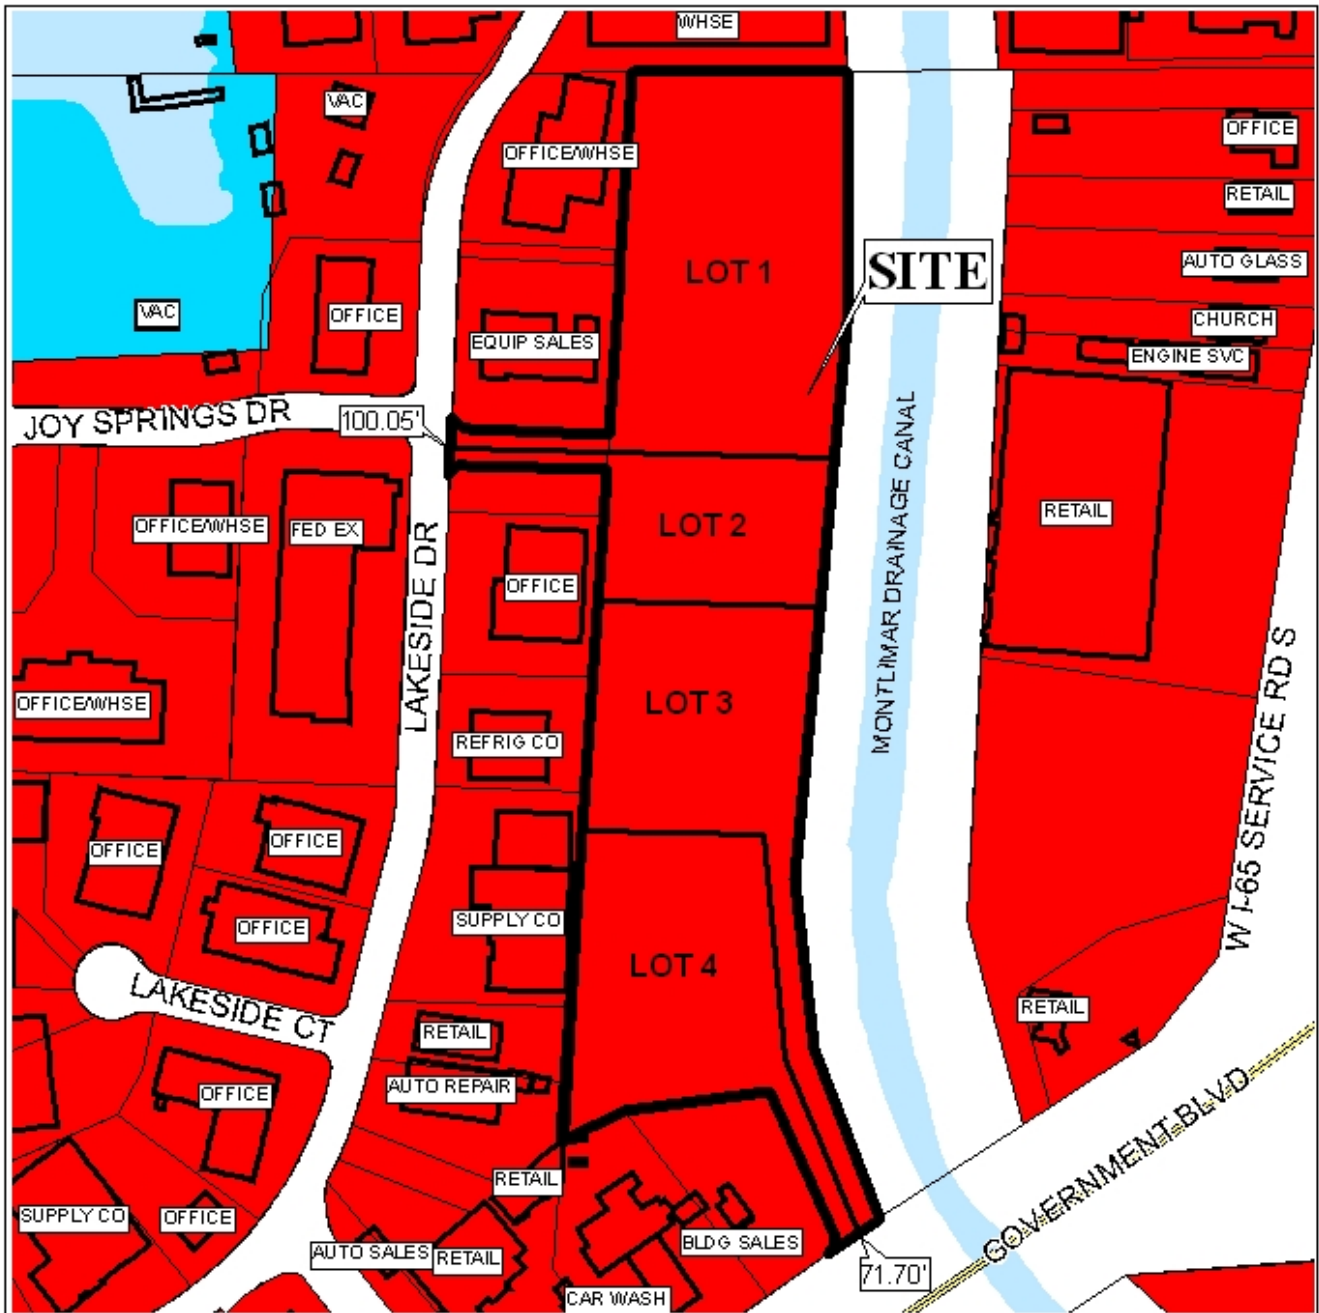 WHSE
VAC
OFFICE/WHSE
OFFICE
RETAIL
LOT 1
SITE
AUTO GLASS
VAC
OFFICE
EQUIP SALES
CHURCH
ENGINE SVC
JOY SPRINGS DR
100.05'
MONTLIMAR DRAINAGE CANAL
OFFICE/WHSE
FED EX
LOT 2
RETAIL
LAKESIDE DR
OFFICE
OFFICE/WHSE
LOT 3
REFRIG CO
W I-65 SERVICE RD S
OFFICE
OFFICE
OFFICE
SUPPLY CO
LOT 4
LAKESIDE CT
RETAIL
RETAIL
AUTO REPAIR
OFFICE
GOVERNMENT BLVD
RETAIL
SUPPLY CO
OFFICE
AUTO SALES
RETAIL
BLDG SALES
71.70'
CAR WASH